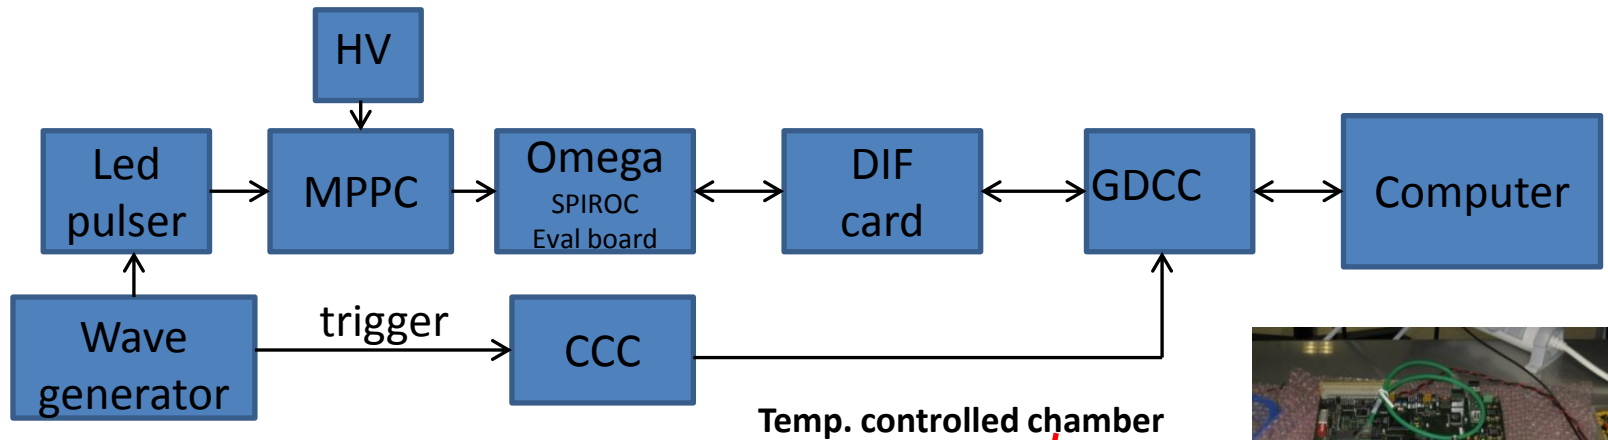 HV
Led
pulser
MPPC
Omega
SPIROC
Eval board
DIF
card
GDCC
Computer
Wave
generator
trigger
CCC
Temp. controlled chamber